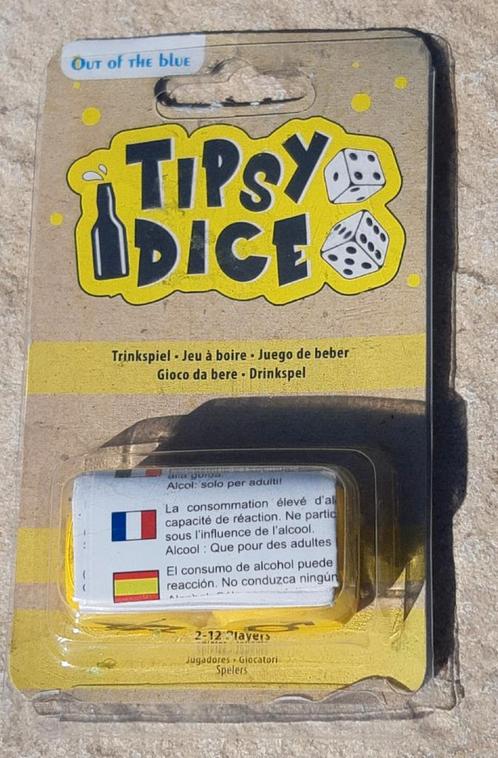 Out of the blue
TIPSY
DICE
Trinkspiel • Jeu à boire • Juego de beber
Gioco da bere • Drinkspel
Alcol: solo per adulti!
La consommation élevé d'al
capacité de réaction. Ne partic
sous l'influence de l'alcool.
Alcool : Que pour des adultes
El consumo de alcohol puede
reacción. No conduzca ningún
2-12 Players
Jugadores • Giocatori
Spelers